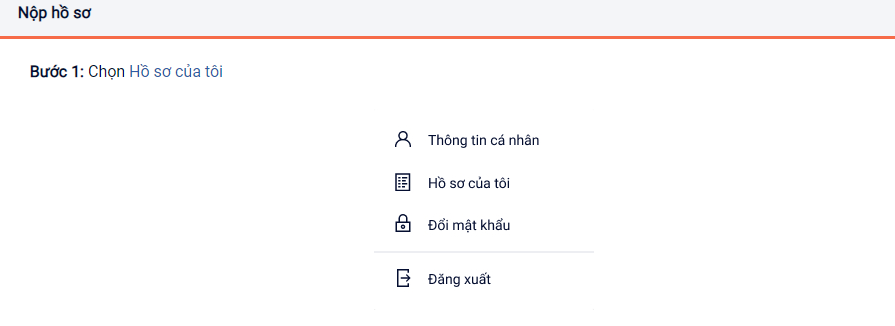 Nộp hồ sơ
Bước 1: Chọn Hồ sơ của tôi
Thông tin cá nhân
Hồ sơ của tôi
Đổi mật khẩu
Đăng xuất